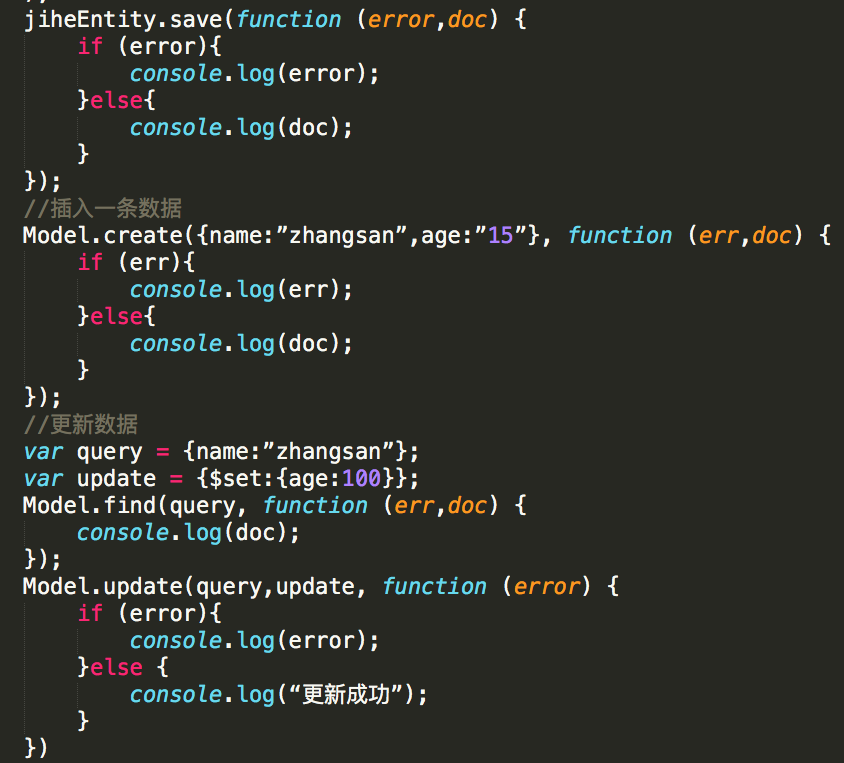 jiheEntity.save(function (error,doc) {
    if (error){
        console.log(error);
    }else{
        console.log(doc);
    }
});
//插入一条数据
Model.create({name:”zhangsan”,age:”15”}, function (err,doc) {
    if (err){
        console.log(err);
    }else{
        console.log(doc);
    }
});
//更新数据
var query = {name:”zhangsan”};
var update = {$set:{age:100}};
Model.find(query, function (err,doc) {
    console.log(doc);
});
Model.update(query,update, function (error) {
    if (error){
        console.log(error);
    }else {
        console.log(“更新成功”);
    }
})